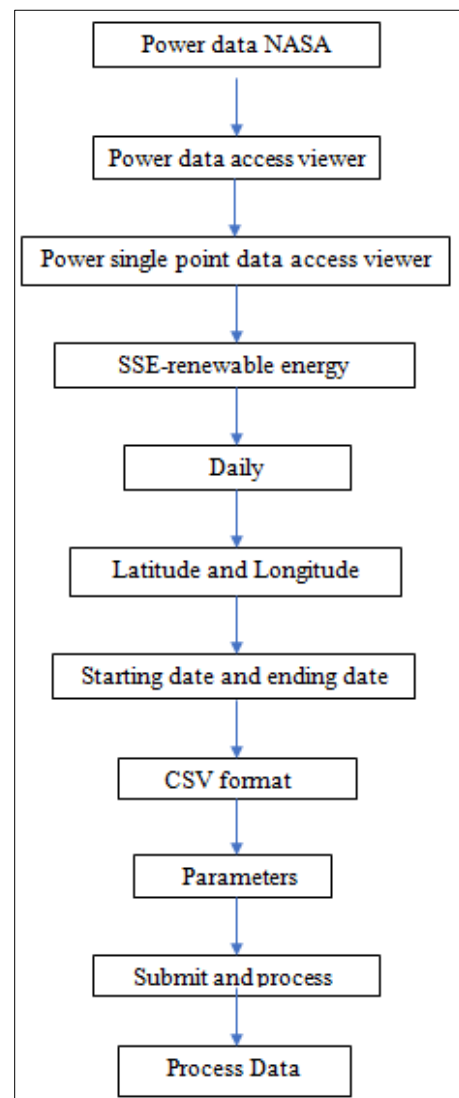 Power data NASA
Power data access viewer
Power single point data access viewer
SSE-renewable energy
Daily
Latitude and Longitude
Starting date and ending date
CSV format
Parameters
Submit and process
Process Data